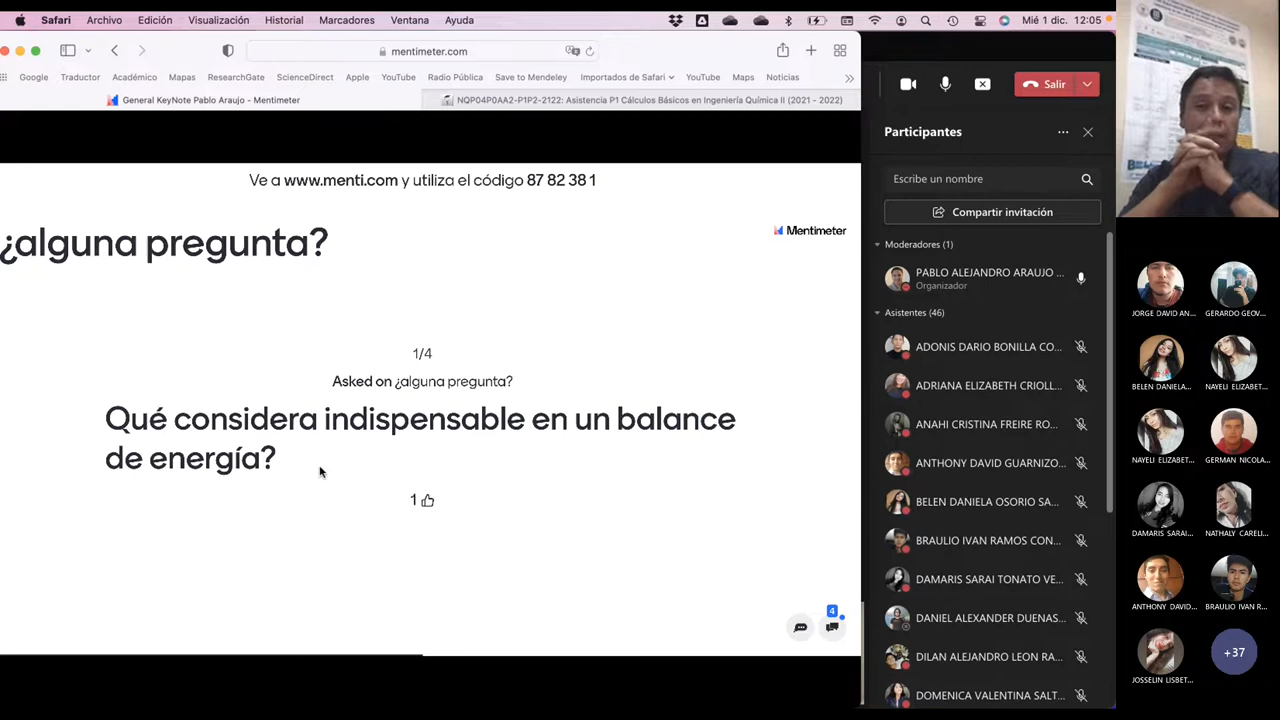 Safari Archivo Edición Visualización Historial Marcadores Ventana Ayuda Mié 1 dic. 12:05
mentimeter.com
Google Traductor Académico Mapas ResearchGate ScienceDirect Apple YouTube Radio Pública Save to Mendeley Importados de Safari YouTube Maps Noticias
General KeyNote Pablo Araujo - Mentimeter
NQP04P0AA2-P1P2-2122: Asistencia P1 Cálculos Básicos en Ingeniería Química II (2021 - 2022)
Ve a www.menti.com y utiliza el código 87 82 38 1
¿alguna pregunta?
Mentimeter
1/4
Asked on ¿alguna pregunta?
Qué considera indispensable en un balance
de energía?
1
4
Salir
Participantes
Escribe un nombre
Compartir invitación
Moderadores (1)
PABLO ALEJANDRO ARAUJO ...
Organizador
Asistentes (46)
ADONIS DARIO BONILLA CO...
ADRIANA ELIZABETH CRIOLL...
ANAHI CRISTINA FREIRE RO...
ANTHONY DAVID GUARNIZO...
BELEN DANIELA OSORIO SA...
BRAULIO IVAN RAMOS CON...
DAMARIS SARAI TONATO VE...
DANIEL ALEXANDER DUENAS...
DILAN ALEJANDRO LEON RA...
DOMENICA VALENTINA SALT...
JORGE DAVID AN... GERARDO GEOV...
BELEN DANIELA... NAYELI ELIZABET...
NAYELI ELIZABET... GERMAN NICOLA...
DAMARIS SARAI... NATHALY CARELI...
ANTHONY DAVID... BRAULIO IVAN R...
JOSSELIN LISBET... +37